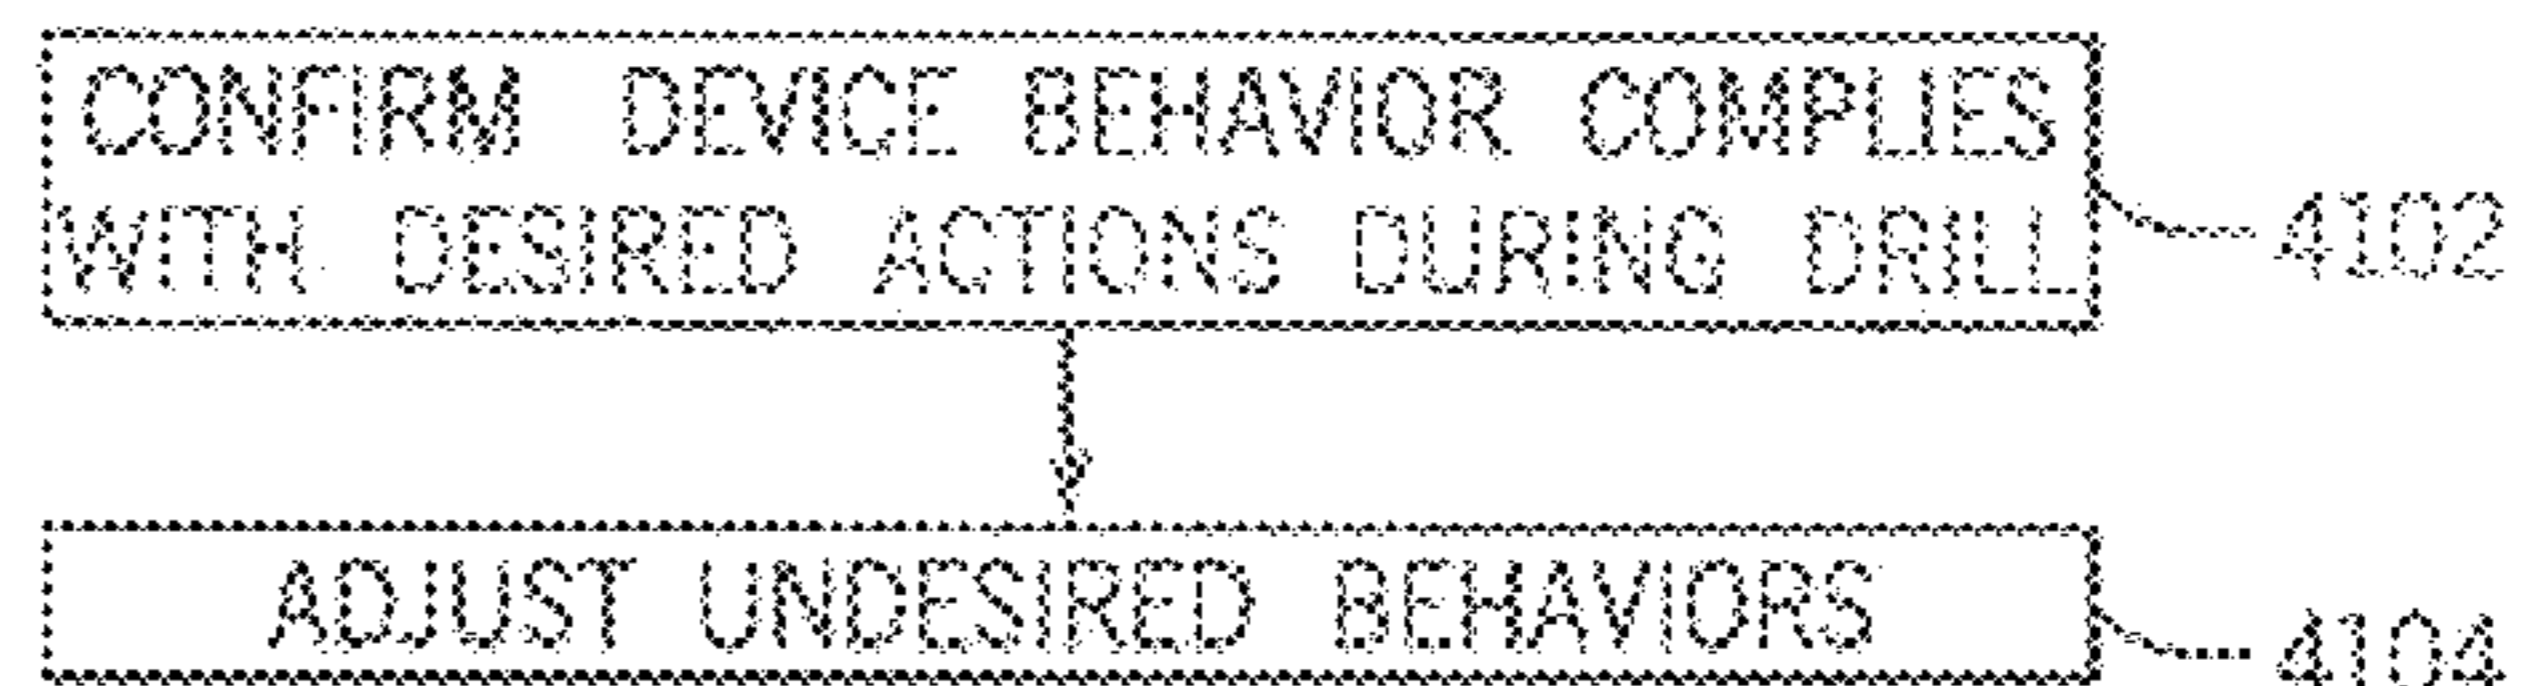 CONFIRM DEVICE BEHAVIOR COMPLIES
WITH DESIRED ACTIONS DURING DRILL
4102
ADJUST UNDESIRED BEHAVIORS
4104